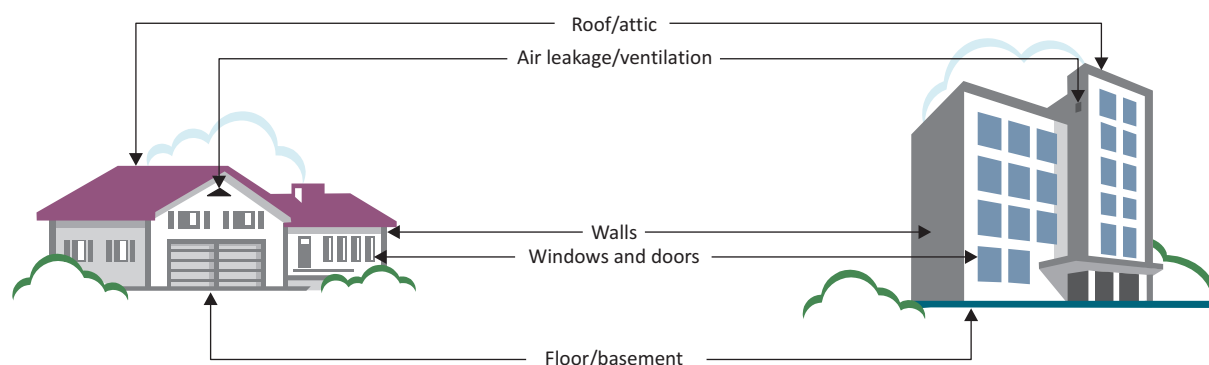 Roof/attic
Air leakage/ventilation
Walls
Windows and doors
Floor/basement